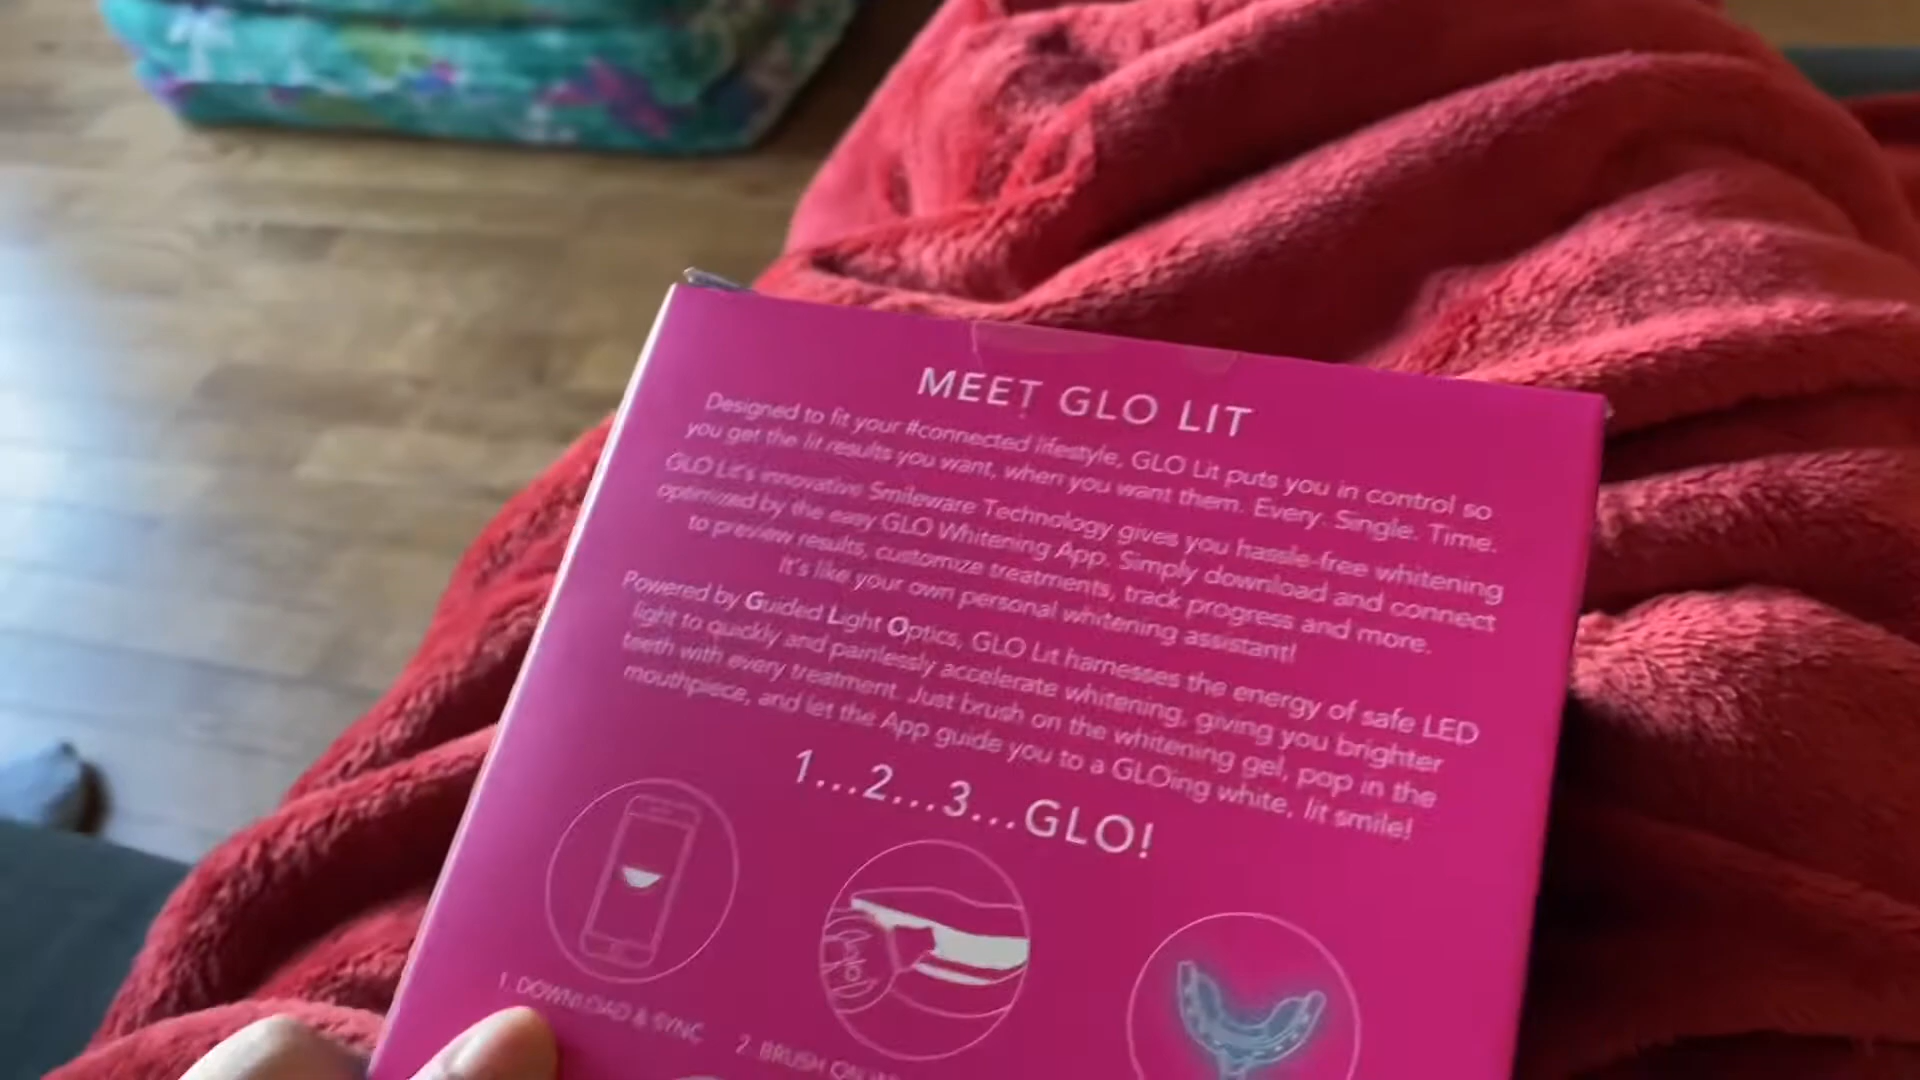 MEET GLO LIT
Designed to fit your #connected lifestyle, GLO Lit puts you in control so
you get the lit results you want, when you want them. Every. Single. Time.
GLO Lit's innovative Smileware Technology gives you hassle-free whitening
optimized by the easy GLO Whitening App. Simply download and connect
to preview results, customize treatments, track progress and more.
It's like your own personal whitening assistant!
Powered by Guided Light Optics, GLO Lit harnesses the energy of safe LED
light to quickly and painlessly accelerate whitening, giving you brighter
teeth with every treatment. Just brush on the whitening gel, pop in the
mouthpiece, and let the App guide you to a GLOing white, lit smile!
1...2...3...GLO!
1. DOWNLOAD & SYNC
2. BRUSH ON